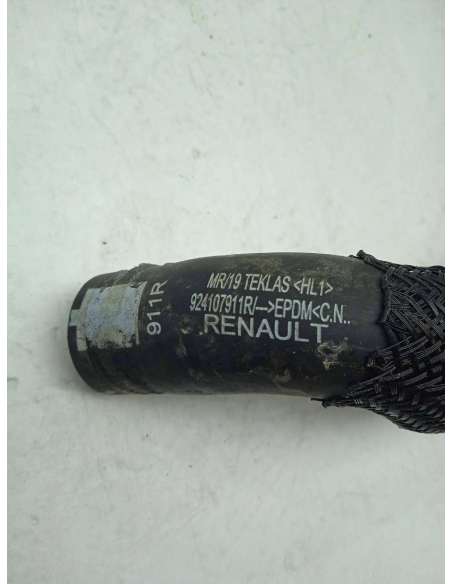 MR/19 TEKLAS <HL1>
924107911R/-->EPDM<C.N..
RENAULT
911R